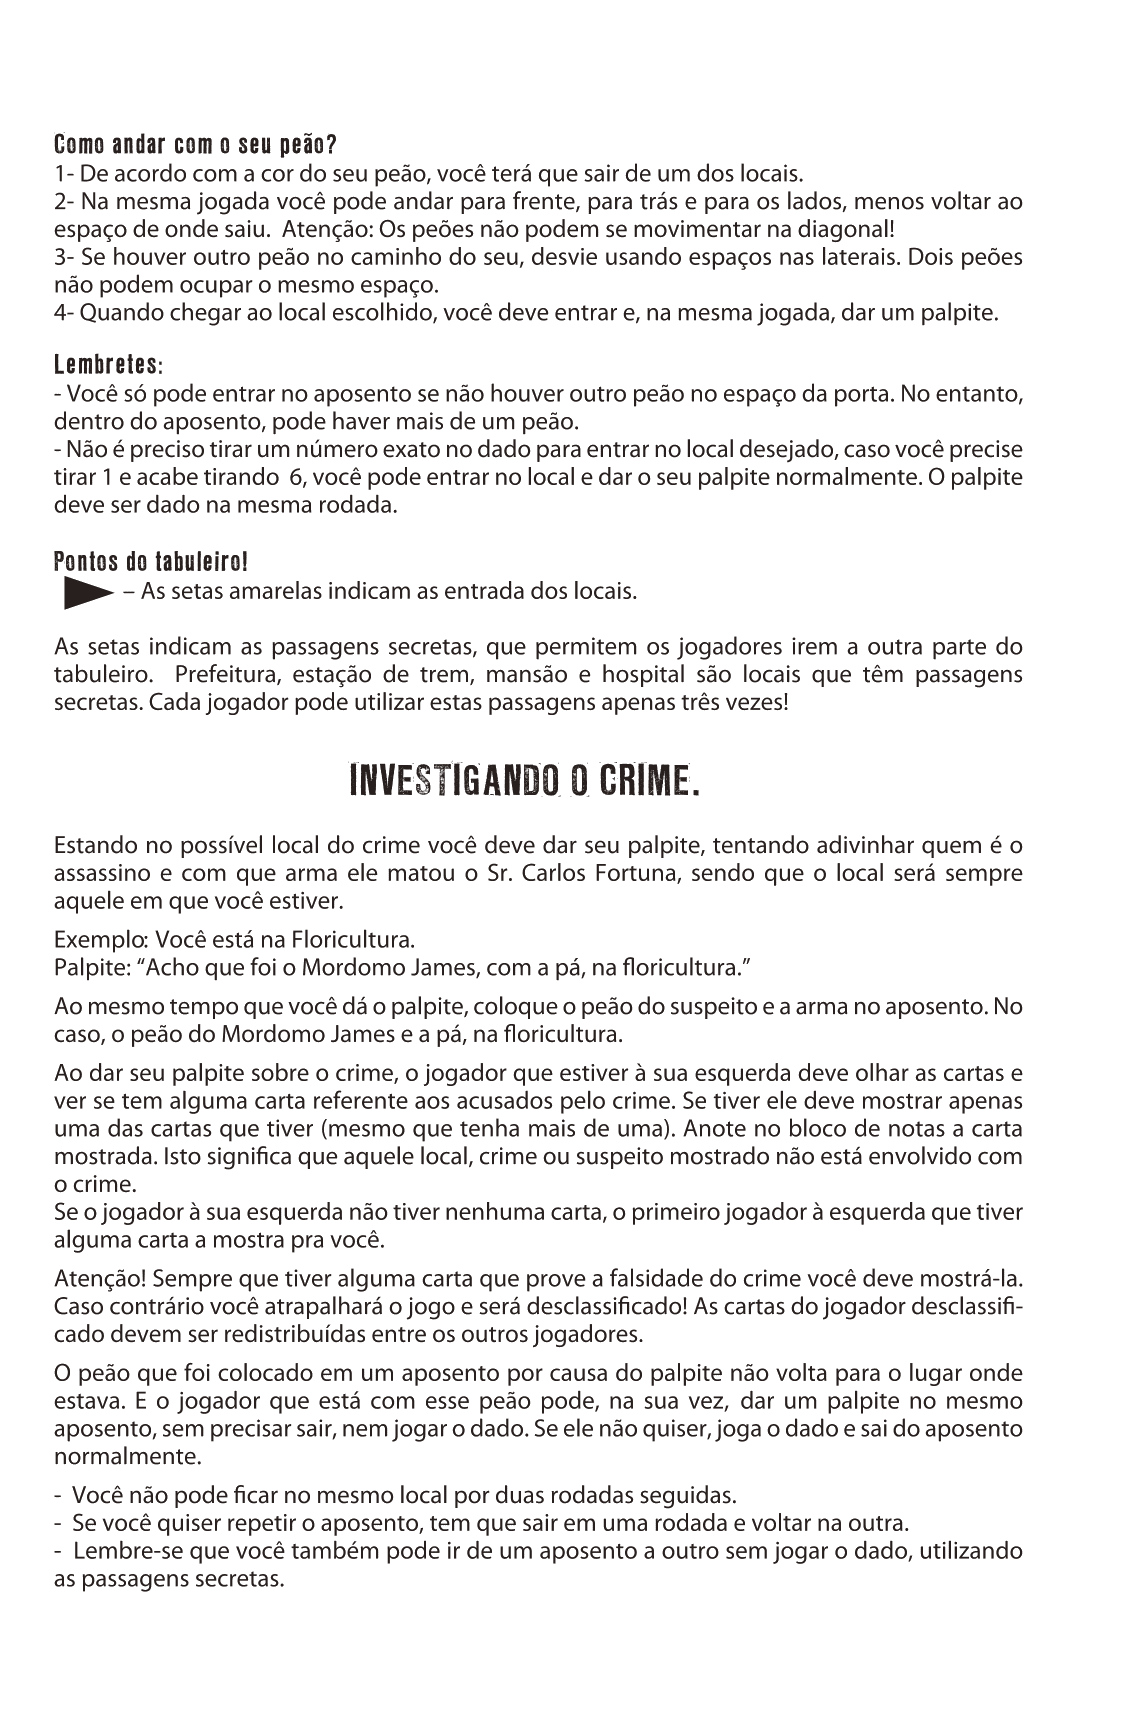 Como andar com o seu peão?
1- De acordo com a cor do seu peão, você terá que sair de um dos locais.
2- Na mesma jogada você pode andar para frente, para trás e para os lados, menos voltar ao
espaço de onde saiu.  Atenção: Os peões não podem se movimentar na diagonal!
3- Se houver outro peão no caminho do seu, desvie usando espaços nas laterais. Dois peões
não podem ocupar o mesmo espaço.
4- Quando chegar ao local escolhido, você deve entrar e, na mesma jogada, dar um palpite.
Lembretes:
- Você só pode entrar no aposento se não houver outro peão no espaço da porta. No entanto,
dentro do aposento, pode haver mais de um peão.
- Não é preciso tirar um número exato no dado para entrar no local desejado, caso você precise
tirar 1 e acabe tirando  6, você pode entrar no local e dar o seu palpite normalmente. O palpite
deve ser dado na mesma rodada.
Pontos do tabuleiro!
– As setas amarelas indicam as entrada dos locais.
As setas indicam as passagens secretas, que permitem os jogadores irem a outra parte do
tabuleiro.  Prefeitura, estação de trem, mansão e hospital são locais que têm passagens
secretas. Cada jogador pode utilizar estas passagens apenas três vezes!
INVESTIGANDO O CRIME.
Estando no possível local do crime você deve dar seu palpite, tentando adivinhar quem é o
assassino e com que arma ele matou o Sr. Carlos Fortuna, sendo que o local será sempre
aquele em que você estiver.
Exemplo: Você está na Floricultura.
Palpite: “Acho que foi o Mordomo James, com a pá, na floricultura.”
Ao mesmo tempo que você dá o palpite, coloque o peão do suspeito e a arma no aposento. No
caso, o peão do Mordomo James e a pá, na floricultura.
Ao dar seu palpite sobre o crime, o jogador que estiver à sua esquerda deve olhar as cartas e
ver se tem alguma carta referente aos acusados pelo crime. Se tiver ele deve mostrar apenas
uma das cartas que tiver (mesmo que tenha mais de uma). Anote no bloco de notas a carta
mostrada. Isto significa que aquele local, crime ou suspeito mostrado não está envolvido com
o crime.
Se o jogador à sua esquerda não tiver nenhuma carta, o primeiro jogador à esquerda que tiver
alguma carta a mostra pra você.
Atenção! Sempre que tiver alguma carta que prove a falsidade do crime você deve mostrá-la.
Caso contrário você atrapalhará o jogo e será desclassificado! As cartas do jogador desclassifi-
cado devem ser redistribuídas entre os outros jogadores.
O peão que foi colocado em um aposento por causa do palpite não volta para o lugar onde
estava. E o jogador que está com esse peão pode, na sua vez, dar um palpite no mesmo
aposento, sem precisar sair, nem jogar o dado. Se ele não quiser, joga o dado e sai do aposento
normalmente.
-  Você não pode ficar no mesmo local por duas rodadas seguidas.
-  Se você quiser repetir o aposento, tem que sair em uma rodada e voltar na outra.
-  Lembre-se que você também pode ir de um aposento a outro sem jogar o dado, utilizando
as passagens secretas.